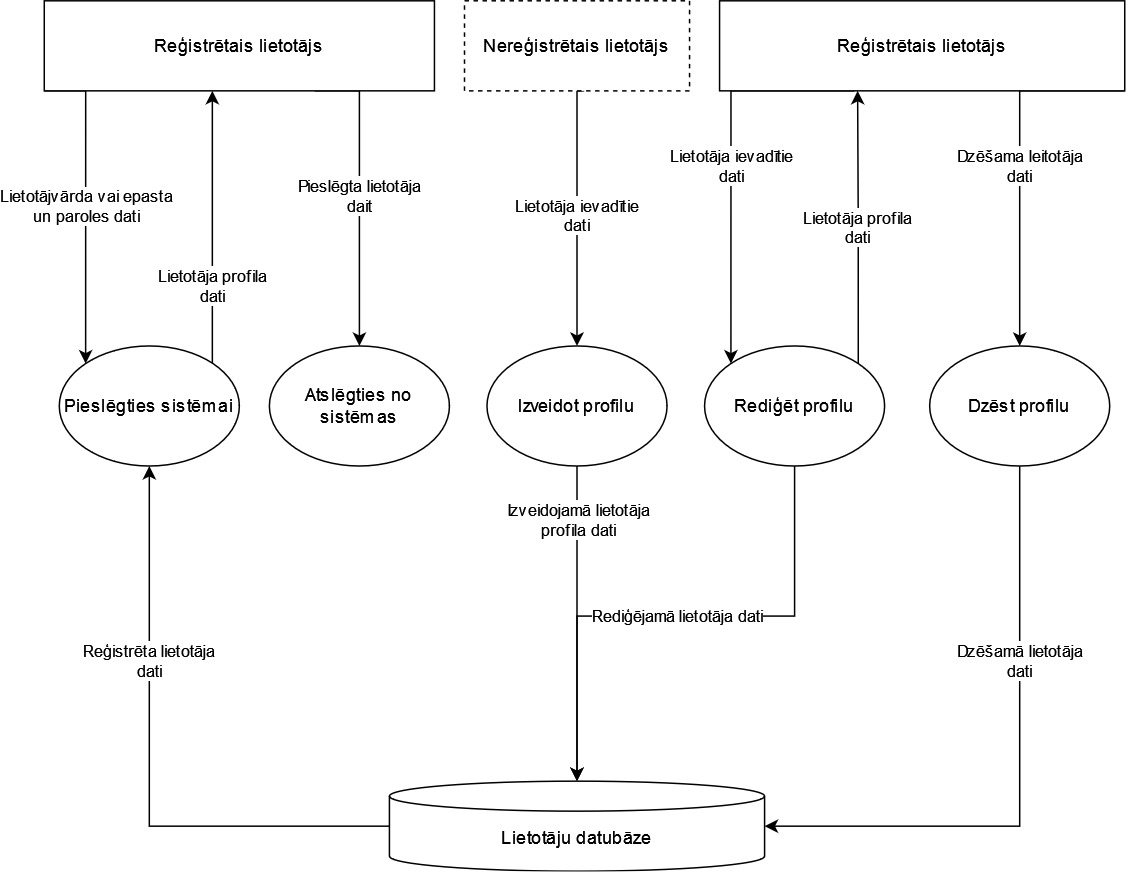 Reģistrētais lietotājs
Nereģistrētais lietotājs
Reģistrētais lietotājs
Lietotājvārda vai epasta
un paroles dati
Lietotāja profila
dati
Pieslēgta lietotāja
dait
Lietotāja ievadītie
dati
Lietotāja ievadītie
dati
Lietotāja profila
dati
Dzēšama leitotāja
dati
Pieslēgties sistēmai
Atslēgties no
sistēmas
Izveidot profilu
Rediģēt profilu
Dzēst profilu
Izveidojamā lietotāja
profila dati
Rediģējamā lietotāja dati
Reģistrēta lietotāja
dati
Dzēšamā lietotāja
dati
Lietotāju datubāze